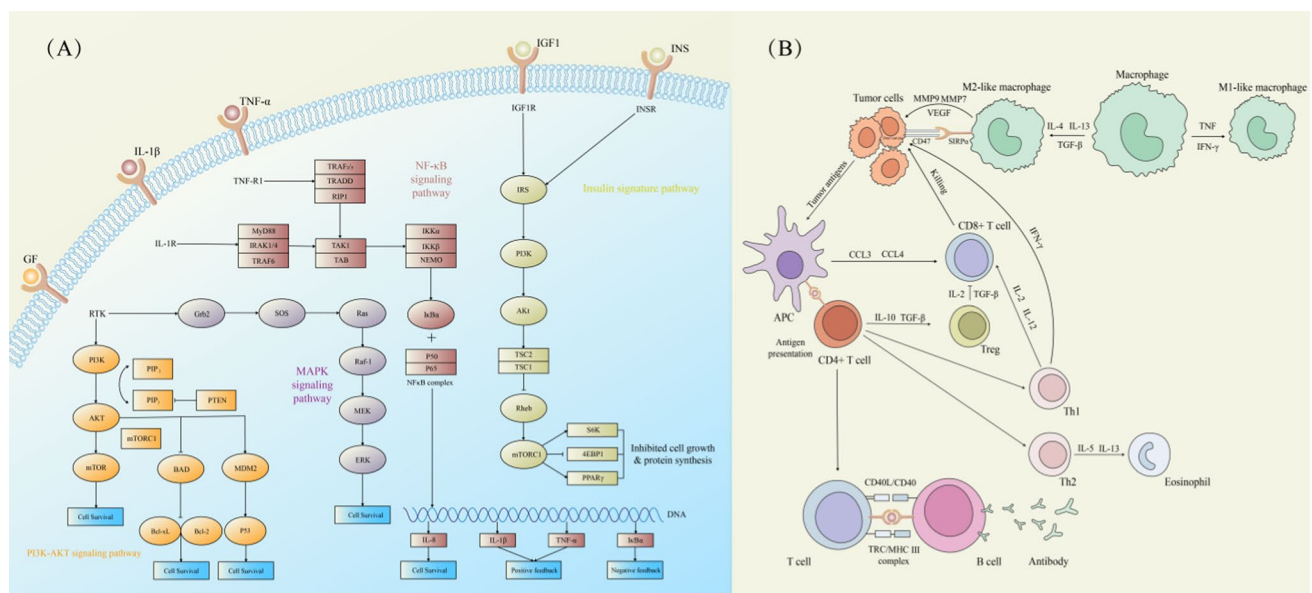 (A)
IGF1
INS
TNF-α
IL-1β
GF
IGF1R
INSR
TNF-R1
TRADD
RIP1
NF-κB
signaling
pathway
Insulin signature pathway
IRS
IL-1R
MyD88
IRAK1/4
TRAF6
TAK1
TAB
IKKα
IKKβ
NEMO
PI3K
RTK
Grb2
SOS
Ras
IκBα
+
AKt
PI3K
PIP
PIP
PTEN
Raf-1
P50
P65
NFκB complex
TSC2
TSC1
MAPK
signaling
pathway
AKT
mTORC1
MEK
Rheb
mTOR
BAD
MDM2
ERK
mTORC1
S6K
4EBP1
PPARγ
Inhibited cell growth
& protein synthesis
Cell Survival
Cell Survival
DNA
Bcl-xL
Bcl-2
P53
IL-8
IL-1β
TNF-α
IκBα
PI3K-AKT signaling pathway
Cell Survival
Cell Survival
Cell Survival
Positive feedback
Negative feedback
(B)
Macrophage
M2-like macrophage
M1-like macrophage
Tumor cells
MMP9 MMP7
VEGF
CD47
SIRPα
IL-4 IL-13
TGF-β
TNF
IFN-γ
Tumor antigens
Killing
CD8+ T cell
IFN-γ
CCL3 CCL4
IL-2
TGF-β
IL-2
IL-12
APC
Antigen
presentation
IL-10 TGF-β
Treg
CD4+ T cell
Th1
IL-5 IL-13
Th2
Eosinophil
CD40L/CD40
TRC/MHC III
complex
T cell
B cell
Antibody